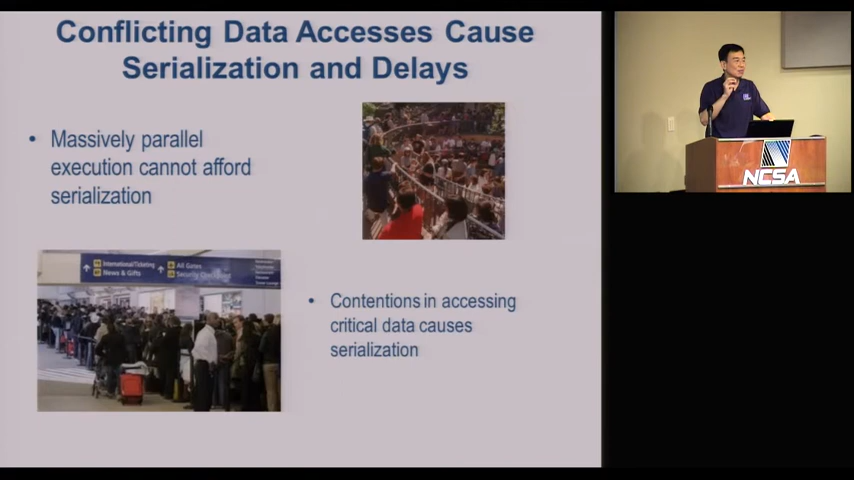 Conflicting Data Accesses Cause
Serialization and Delays
• Massively parallel
execution cannot afford
serialization
International Ticketing
News & Gifts
All Gates
Security Checkpoint
• Contentions in accessing
critical data causes
serialization
NCSA